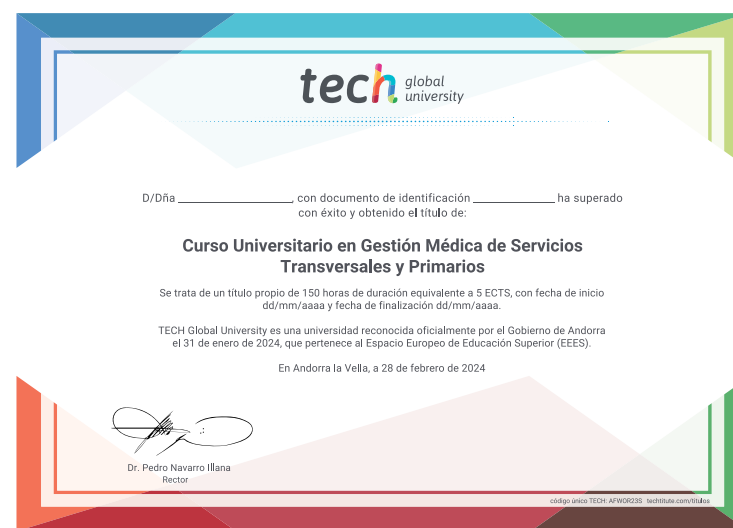 tech global
university
D/Dña ____________________, con documento de identificación ______________ ha superado
con éxito y obtenido el título de:
Curso Universitario en Gestión Médica de Servicios
Transversales y Primarios
Se trata de un título propio de 150 horas de duración equivalente a 5 ECTS, con fecha de inicio
dd/mm/aaaa y fecha de finalización dd/mm/aaaa.
TECH Global University es una universidad reconocida oficialmente por el Gobierno de Andorra
el 31 de enero de 2024, que pertenece al Espacio Europeo de Educación Superior (EEES).
En Andorra la Vella, a 28 de febrero de 2024
Dr. Pedro Navarro Illana
Rector
código único TECH: AFWOR23S techtitute.com/titulos